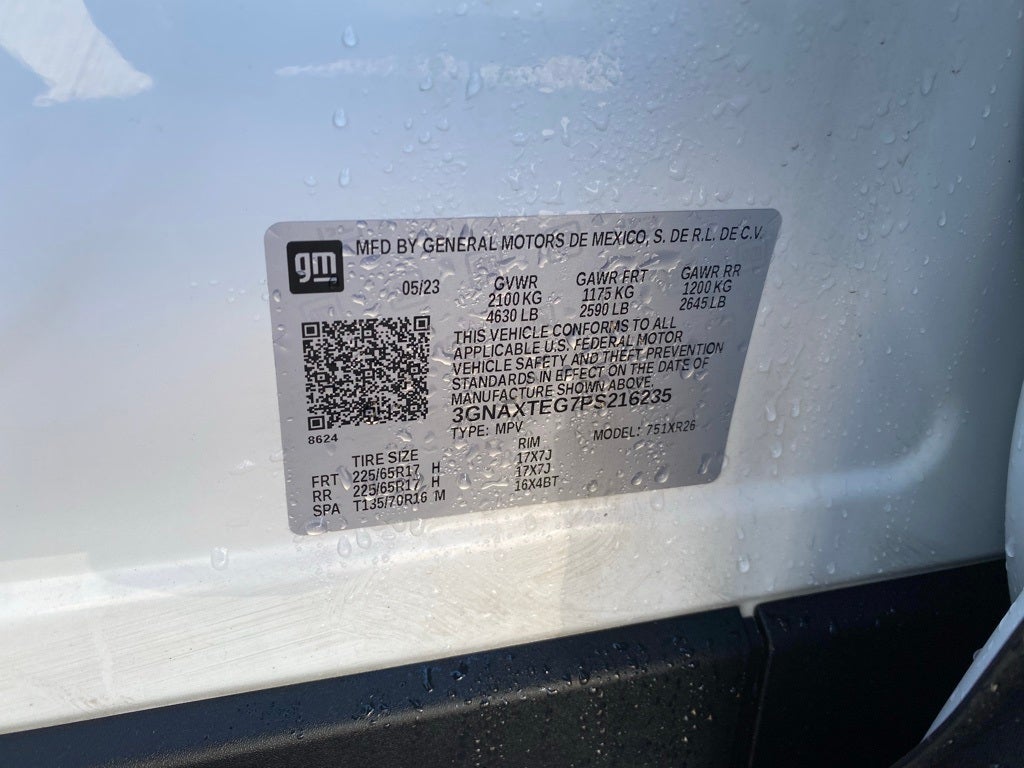 gm
MFD BY GENERAL MOTORS DE MEXICO, S. DE R.L. DE C.V.
05/23 GVWR GAWR FRT GAWR RR
2100 KG 1175 KG 1200 KG
4630 LB 2590 LB 2645 LB
THIS VEHICLE CONFORMS TO ALL
APPLICABLE U.S. FEDERAL MOTOR
VEHICLE SAFETY AND THEFT PREVENTION
STANDARDS IN EFFECT ON THE DATE OF
MANUFACTURE SHOWN ABOVE.
3GNAXTEG7PS216235
8624
TYPE: MPV MODEL: 751XR26
TIRE SIZE RIM
FRT 225/65R17 H 17X7J
RR 225/65R17 H 17X7J
SPA T135/70R16 M 16X4BT